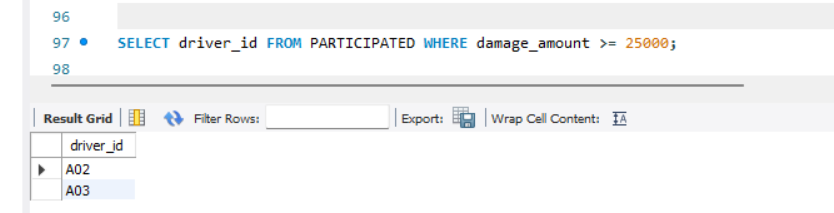 96
97 SELECT driver_id FROM PARTICIPATED WHERE damage_amount >= 25000;
98
Result Grid Filter Rows: Export: Wrap Cell Content: IA
driver_id
A02
A03